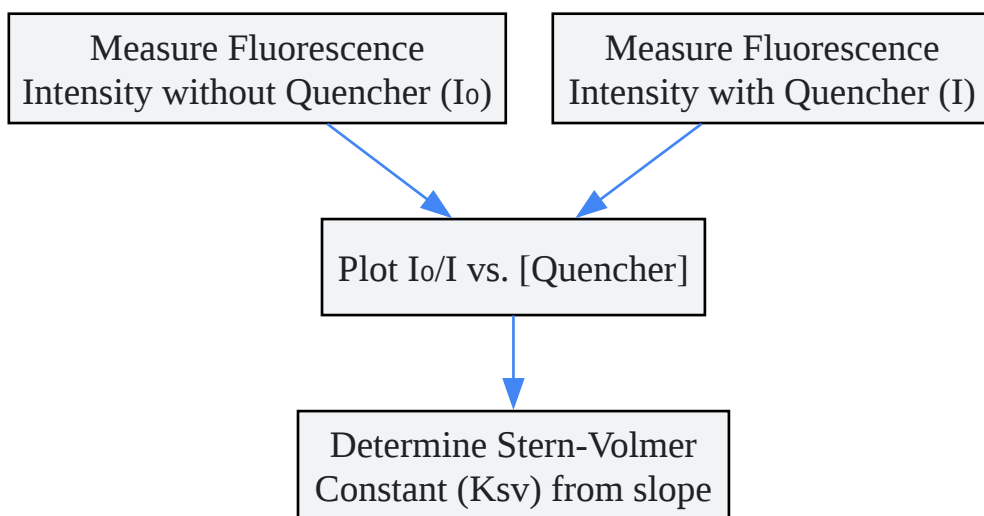 Measure Fluorescence
Intensity without Quencher (I₀)
Measure Fluorescence
Intensity with Quencher (I)
Plot I₀/I vs. [Quencher]
Determine Stern-Volmer
Constant (Ksv) from slope